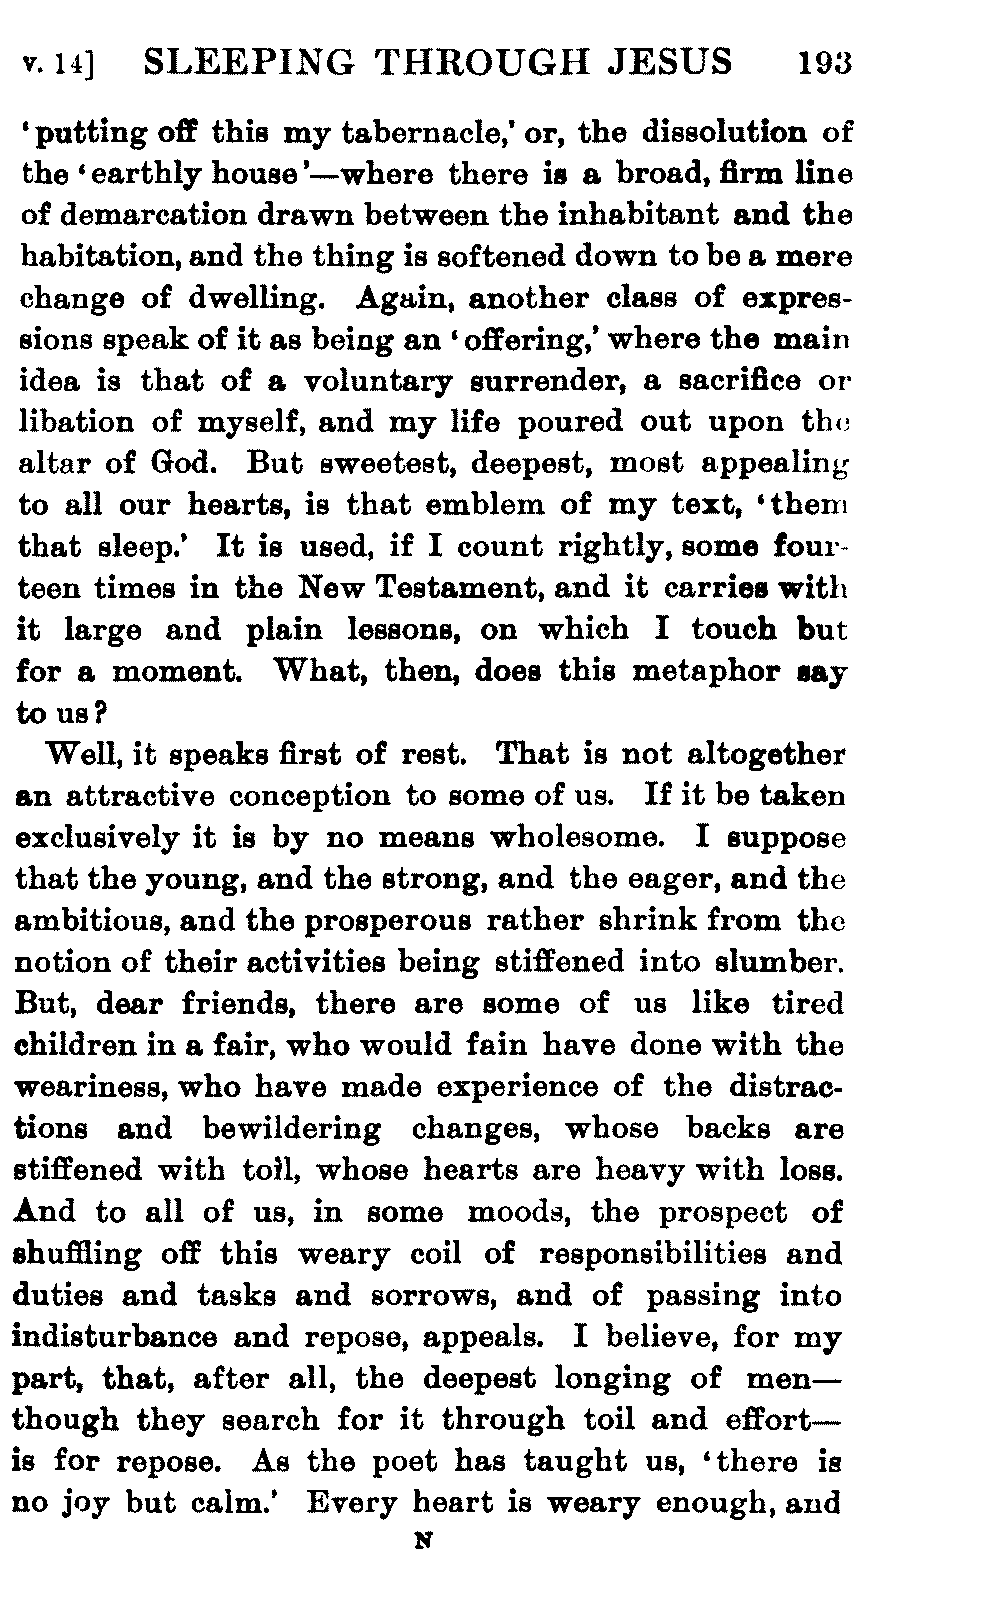 v. 14] SLEEPING THROUGH JESUS 193
‘putting off this my tabernacle,’ or, the dissolution of
the ‘earthly house’—where there is a broad, firm line
of demarcation drawn between the inhabitant and the
habitation, and the thing is softened down to be a mere
change of dwelling. Again, another class of expres-
sions speak of it as being an ‘offering,’ where the main
idea is that of a voluntary surrender, a sacrifice or
libation of myself, and my life poured out upon the
altar of God. But sweetest, deepest, most appealing
to all our hearts, is that emblem of my text, ‘them
that sleep.’ It is used, if I count rightly, some four-
teen times in the New Testament, and it carries with
it large and plain lessons, on which I touch but
for a moment. What, then, does this metaphor say
to us?
Well, it speaks first of rest. That is not altogether
an attractive conception to some of us. If it be taken
exclusively it is by no means wholesome. I suppose
that the young, and the strong, and the eager, and the
ambitious, and the prosperous rather shrink from the
notion of their activities being stiffened into slumber.
But, dear friends, there are some of us like tired
children in a fair, who would fain have done with the
weariness, who have made experience of the distrac-
tions and bewildering changes, whose backs are
stiffened with toil, whose hearts are heavy with loss.
And to all of us, in some moods, the prospect of
shuffling off this weary coil of responsibilities and
duties and tasks and sorrows, and of passing into
indisturbance and repose, appeals. I believe, for my
part, that, after all, the deepest longing of men—
though they search for it through toil and effort—
is for repose. As the poet has taught us, ‘there is
no joy but calm.’ Every heart is weary enough, and
N